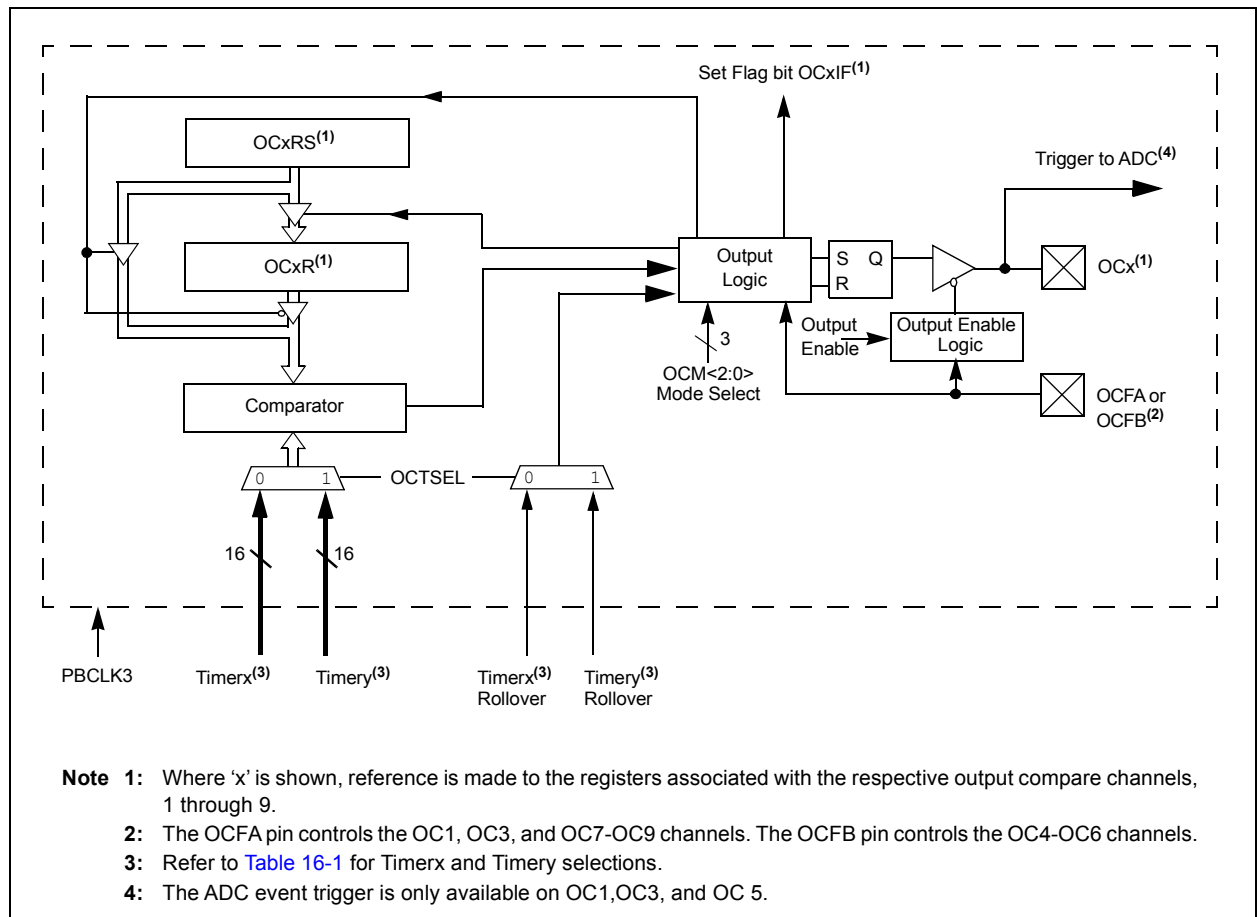 Set Flag bit OCxIF(1)
OCxRS(1)
Trigger to ADC(4)
OCxR(1)
Output
Logic
S Q
R
OCx(1)
Output
Enable
Output Enable
Logic
3
OCM<2:0>
Mode Select
Comparator
OCFA or
OCFB(2)
0 1
OCTSEL
0 1
16
16
PBCLK3
Timerx(3)
Timery(3)
Timerx(3)
Rollover
Timery(3)
Rollover
Note 1: Where ‘x’ is shown, reference is made to the registers associated with the respective output compare channels,
1 through 9.
2: The OCFA pin controls the OC1, OC3, and OC7-OC9 channels. The OCFB pin controls the OC4-OC6 channels.
3: Refer to Table 16-1 for Timerx and Timery selections.
4: The ADC event trigger is only available on OC1,OC3, and OC 5.